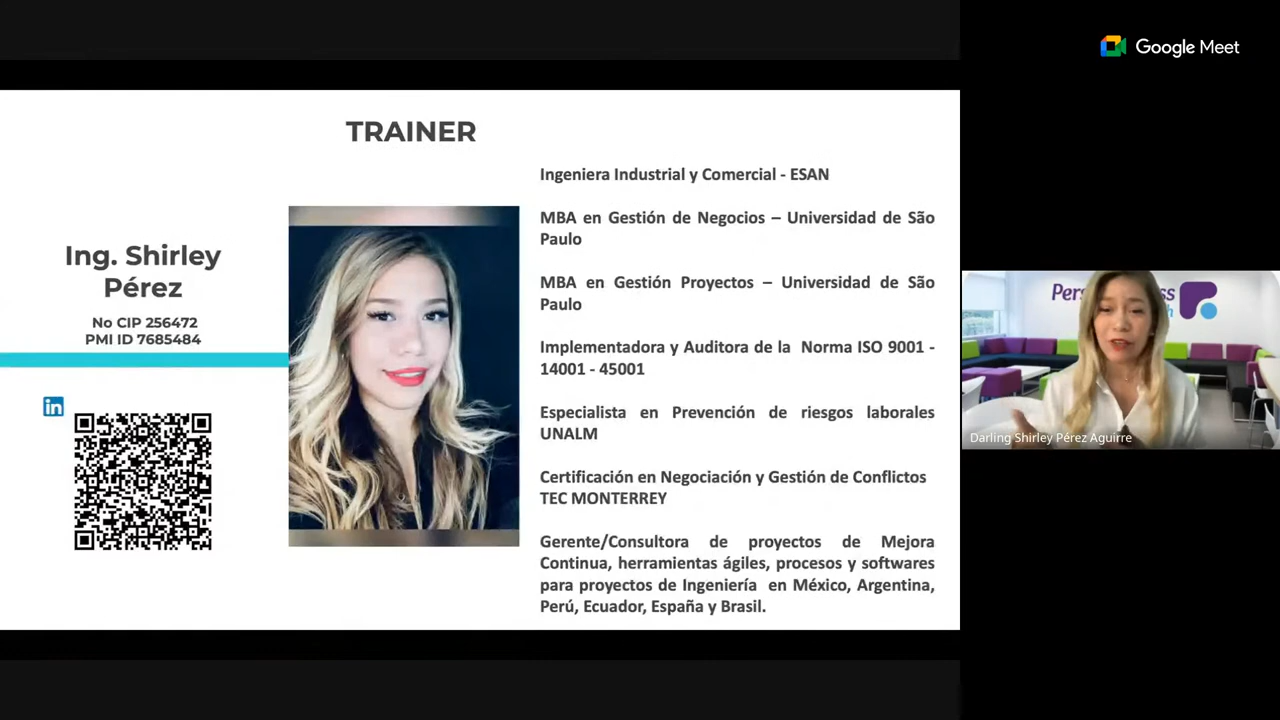 Google Meet
TRAINER
Ing. Shirley
Pérez
No CIP 256472
PMI ID 7685484
in
Ingeniera Industrial y Comercial - ESAN
MBA en Gestión de Negocios – Universidad de São
Paulo
MBA en Gestión Proyectos – Universidad de São
Paulo
Implementadora y Auditora de la Norma ISO 9001 -
14001 - 45001
Especialista en Prevención de riesgos laborales
UNALM
Certificación en Negociación y Gestión de Conflictos
TEC MONTERREY
Gerente/Consultora de proyectos de Mejora
Continua, herramientas ágiles, procesos y softwares
para proyectos de Ingeniería en México, Argentina,
Perú, Ecuador, España y Brasil.
Darling Shirley Pérez Aguirre